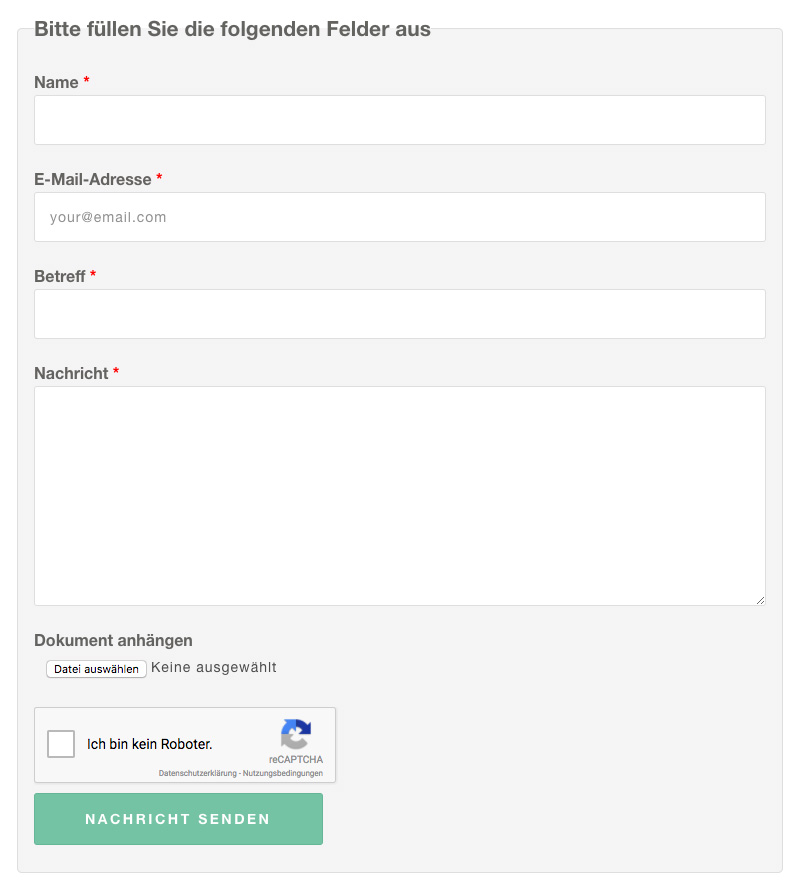 Bitte füllen Sie die folgenden Felder aus
Name *
E-Mail-Adresse *
your@email.com
Betreff *
Nachricht *
Dokument anhängen
Datei auswählen Keine ausgewählt
Ich bin kein Roboter.
reCAPTCHA
Datenschutzerklärung - Nutzungsbedingungen
NACHRICHT SENDEN